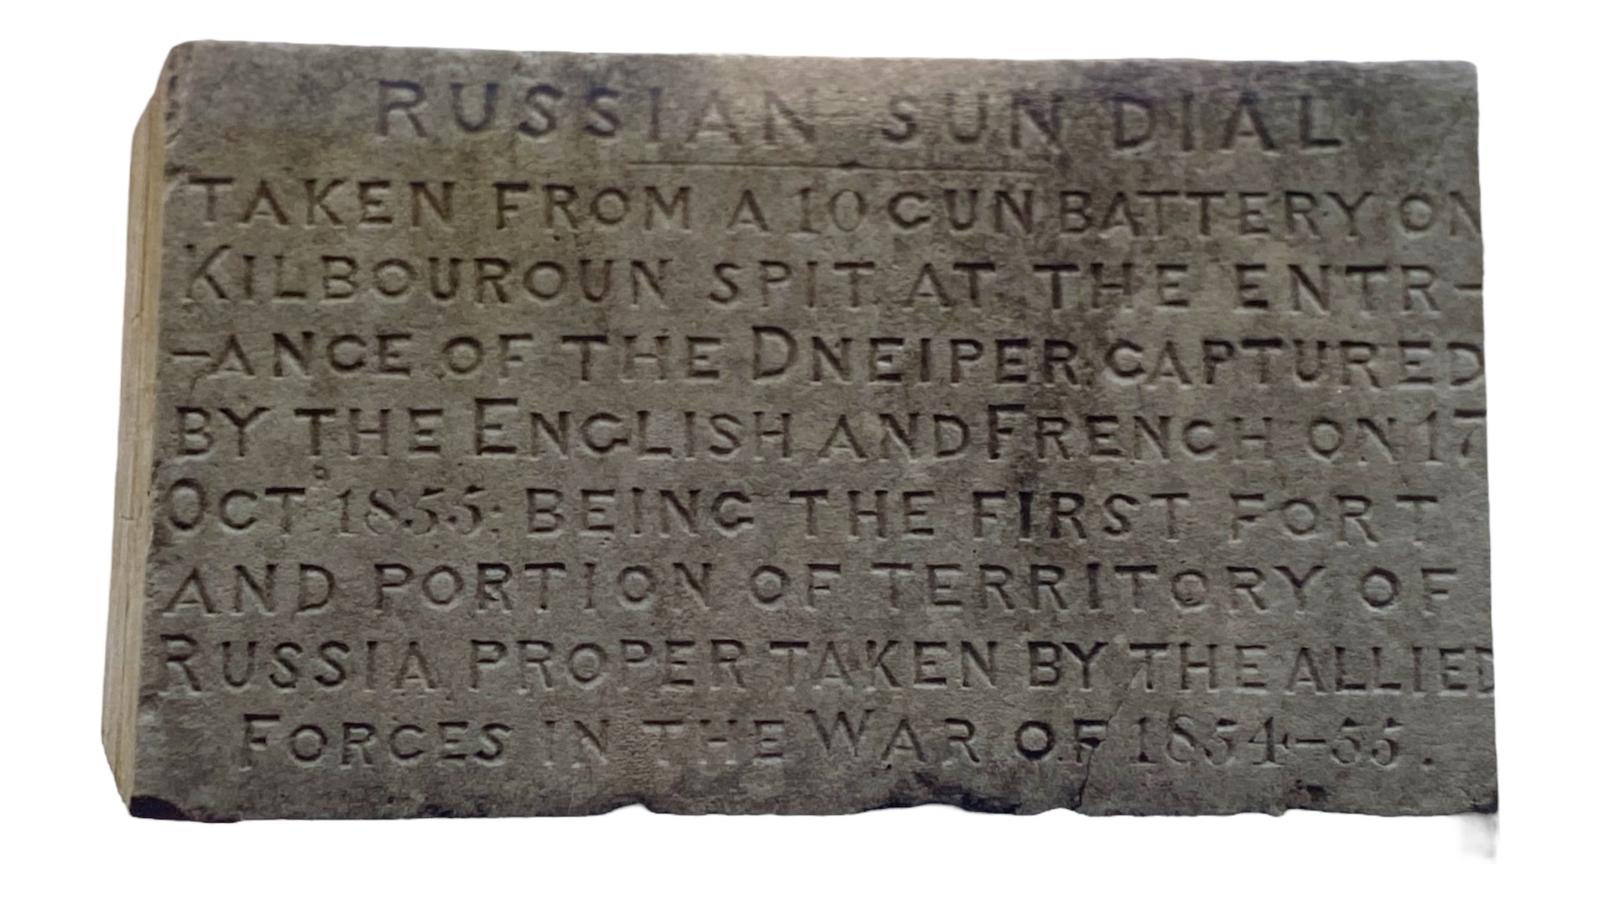 RUSSIAN SUN DIAL
TAKEN FROM A 10 GUN BATTERY ON
KILBOUROUN SPIT AT THE ENTR-
-ANCE OF THE DNEIPER CAPTURED
BY THE ENGLISH AND FRENCH ON 17
OCT. 1855: BEING THE FIRST FORT
AND PORTION OF TERRITORY OF
RUSSIA PROPER TAKEN BY THE ALLIED
FORCES IN THE WAR OF 1854-55.